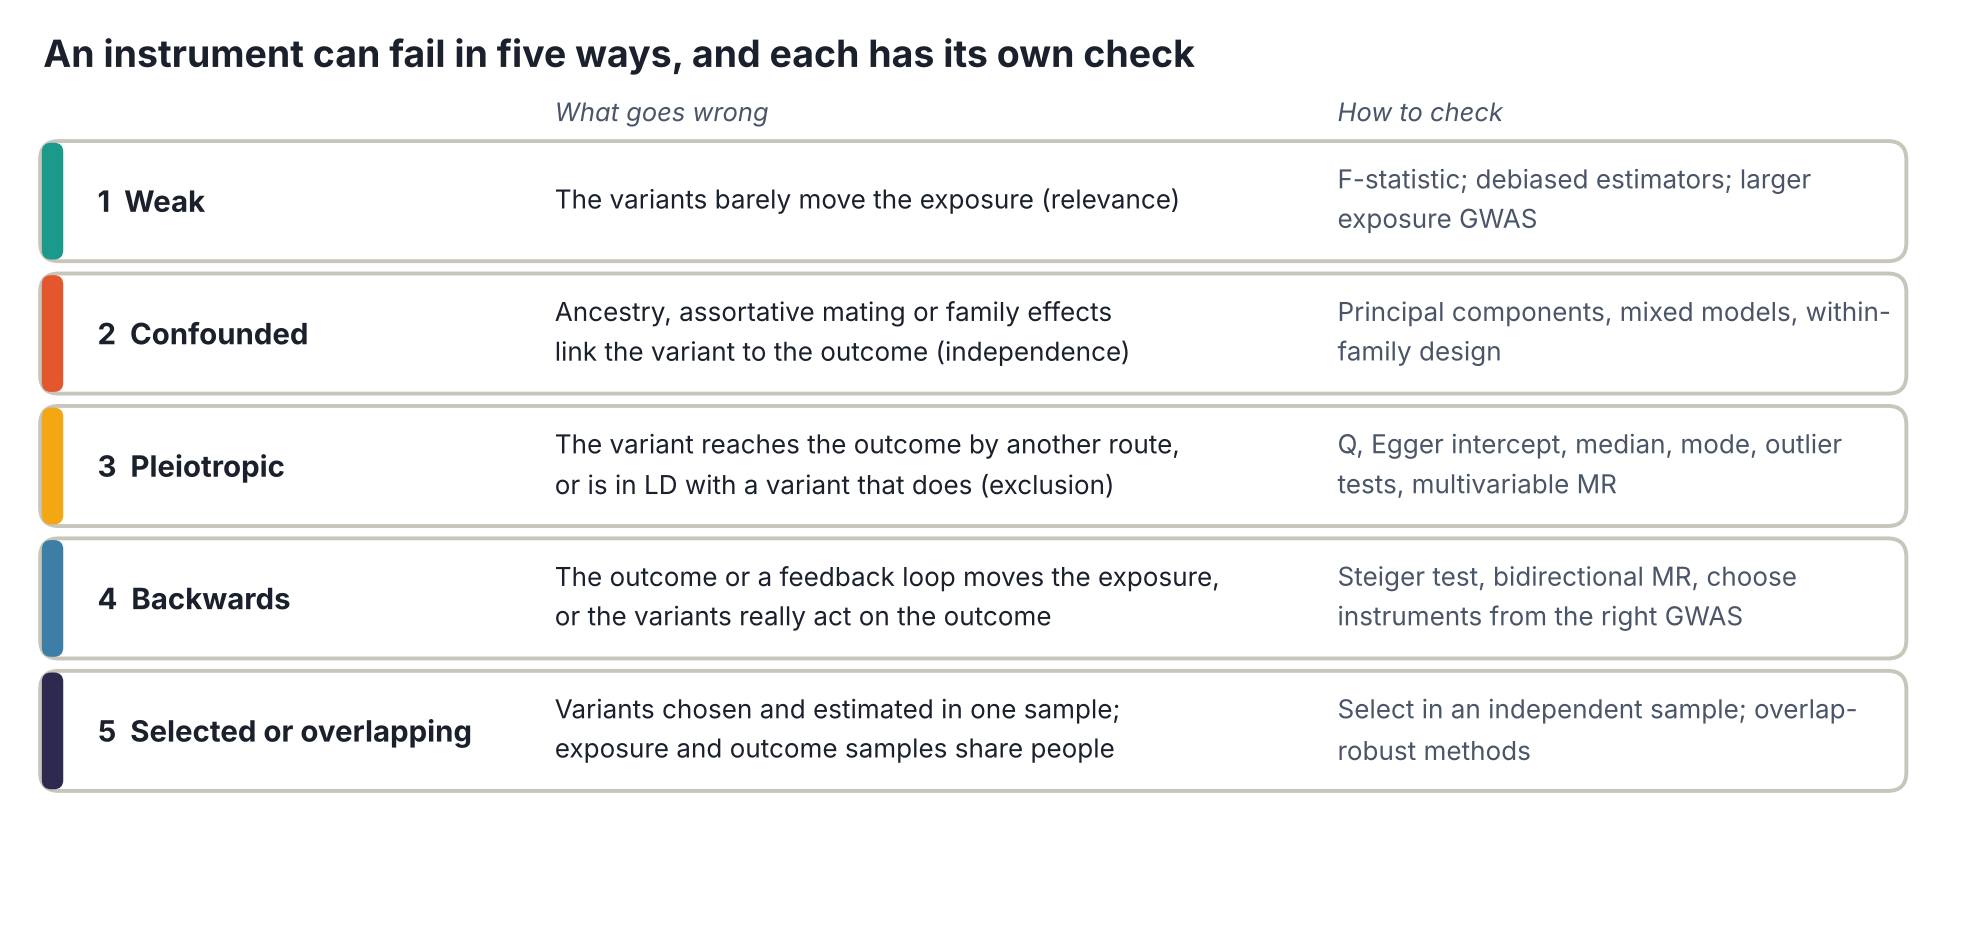 An instrument can fail in five ways, and each has its own check
What goes wrong
How to check
1 Weak
The variants barely move the exposure (relevance)
F-statistic; debiased estimators; larger
exposure GWAS
2 Confounded
Ancestry, assortative mating or family effects
link the variant to the outcome (independence)
Principal components, mixed models, within-
family design
3 Pleiotropic
The variant reaches the outcome by another route,
or is in LD with a variant that does (exclusion)
Q, Egger intercept, median, mode, outlier
tests, multivariable MR
4 Backwards
The outcome or a feedback loop moves the exposure,
or the variants really act on the outcome
Steiger test, bidirectional MR, choose
instruments from the right GWAS
5 Selected or overlapping
Variants chosen and estimated in one sample;
exposure and outcome samples share people
Select in an independent sample; overlap-
robust methods